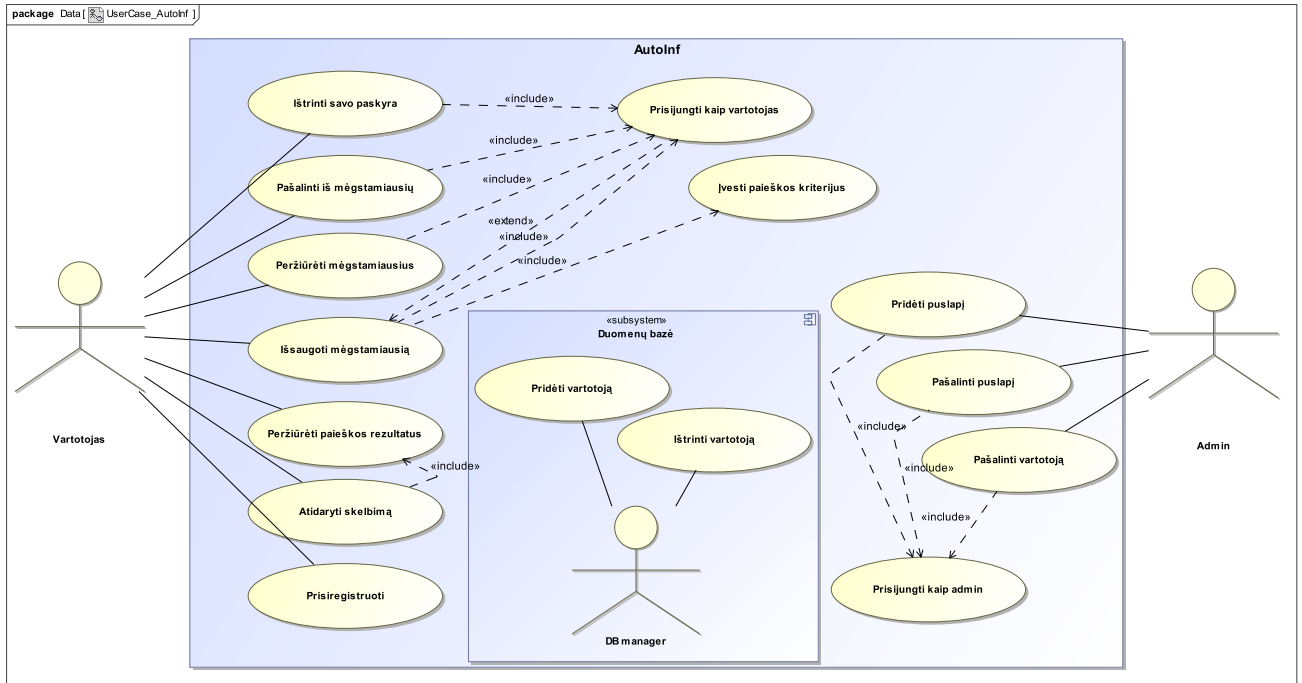 package Data [ UserCase_AutoInf ]
AutoInf
Ištrinti savo paskyra
«include»
Prisijungti kaip vartotojas
«include»
Pašalinti iš mėgstamiausių
«include»
Įvesti paieškos kriterijus
«extend»
«include»
«include»
Peržiūrėti mėgstamiausius
Pridėti puslapį
«subsystem»
Duomenų bazė
Išsaugoti mėgstamiausią
Pridėti vartotoją
Pašalinti puslapį
Vartotojas
Peržiūrėti paieškos rezultatus
Ištrinti vartotoją
«include»
Admin
«include»
Pašalinti vartotoją
«include»
Atidaryti skelbimą
«include»
Prisiregistruoti
Prisijungti kaip admin
DB manager